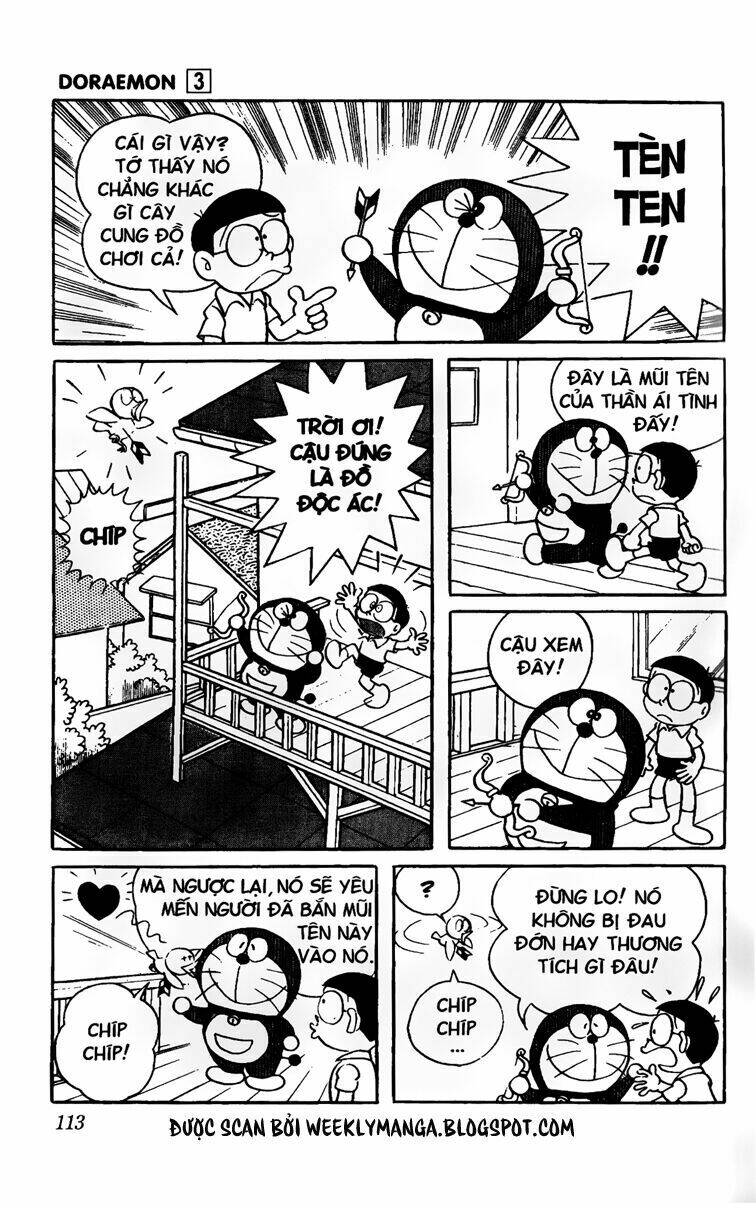 DORAEMON 3
TÈN
TEN
!!
CÁI GÌ VẬY?
TỚ THẤY NÓ
CHẲNG KHÁC
GÌ CÂY
CUNG ĐỒ
CHƠI CẢ!
ĐÂY LÀ MŨI TÊN
CỦA THẦN ÁI TÌNH
ĐẤY!
CẬU XEM
ĐÂY!
TRỜI ƠI!
CẬU ĐÚNG
LÀ ĐỒ
ĐỘC ÁC!
CHÍP
ĐỪNG LO! NÓ
KHÔNG BỊ ĐAU
ĐỚN HAY THƯƠNG
TÍCH GÌ ĐÂU!
?
CHÍP
CHÍP
...
MÀ NGƯỢC LẠI, NÓ SẼ YÊU
MẾN NGƯỜI ĐÃ BẮN MŨI
TÊN NÀY
VÀO NÓ.
CHÍP
CHÍP!
113
ĐƯỢC SCAN BỞI WEEKLYMANGA.BLOGSPOT.COM